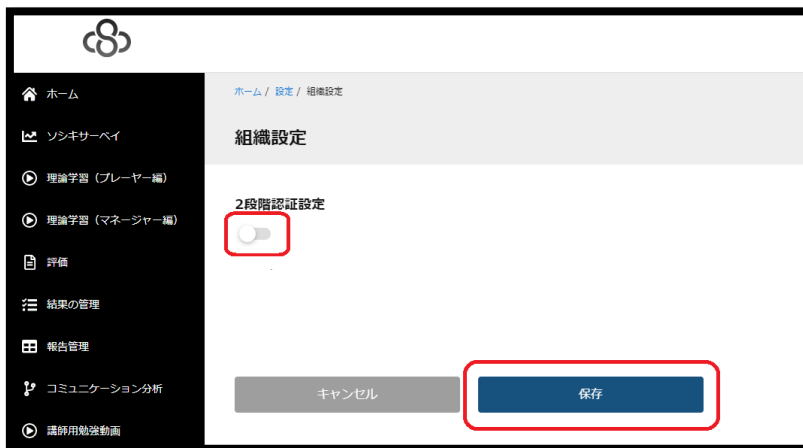 ホーム
ソシキサーベイ
理論学習（プレーヤー編）
理論学習（マネージャー編）
評価
結果の管理
報告管理
コミュニケーション分析
講師用勉強動画
ホーム / 設定 / 組織設定
組織設定
2段階認証設定
キャンセル
保存